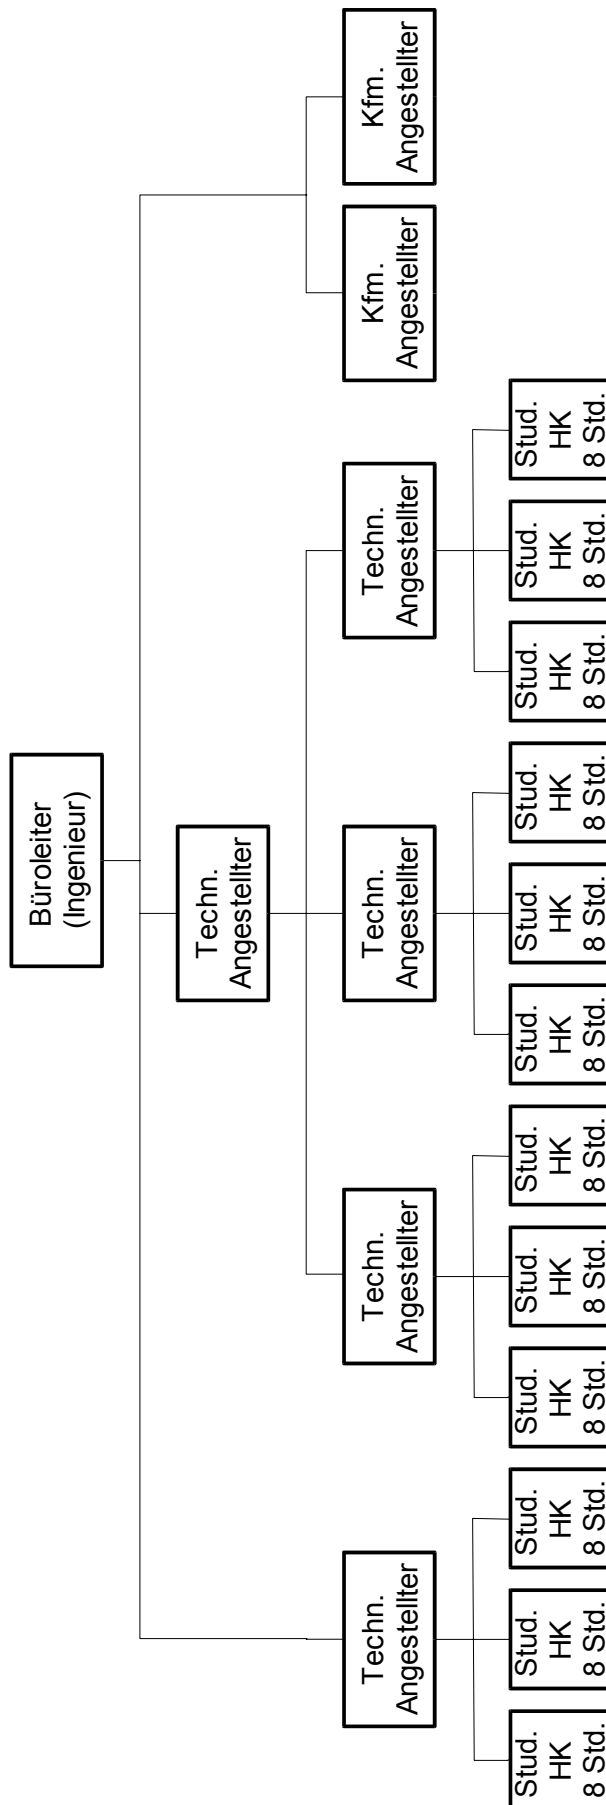 Büroleiter
(Ingenieur)
Techn.
Angestellter
Techn.
Angestellter
Techn.
Angestellter
Techn.
Angestellter
Techn.
Angestellter
Kfm.
Angestellter
Kfm.
Angestellter
Stud.
HK
8 Std.
Stud.
HK
8 Std.
Stud.
HK
8 Std.
Stud.
HK
8 Std.
Stud.
HK
8 Std.
Stud.
HK
8 Std.
Stud.
HK
8 Std.
Stud.
HK
8 Std.
Stud.
HK
8 Std.
Stud.
HK
8 Std.
Stud.
HK
8 Std.
Stud.
HK
8 Std.